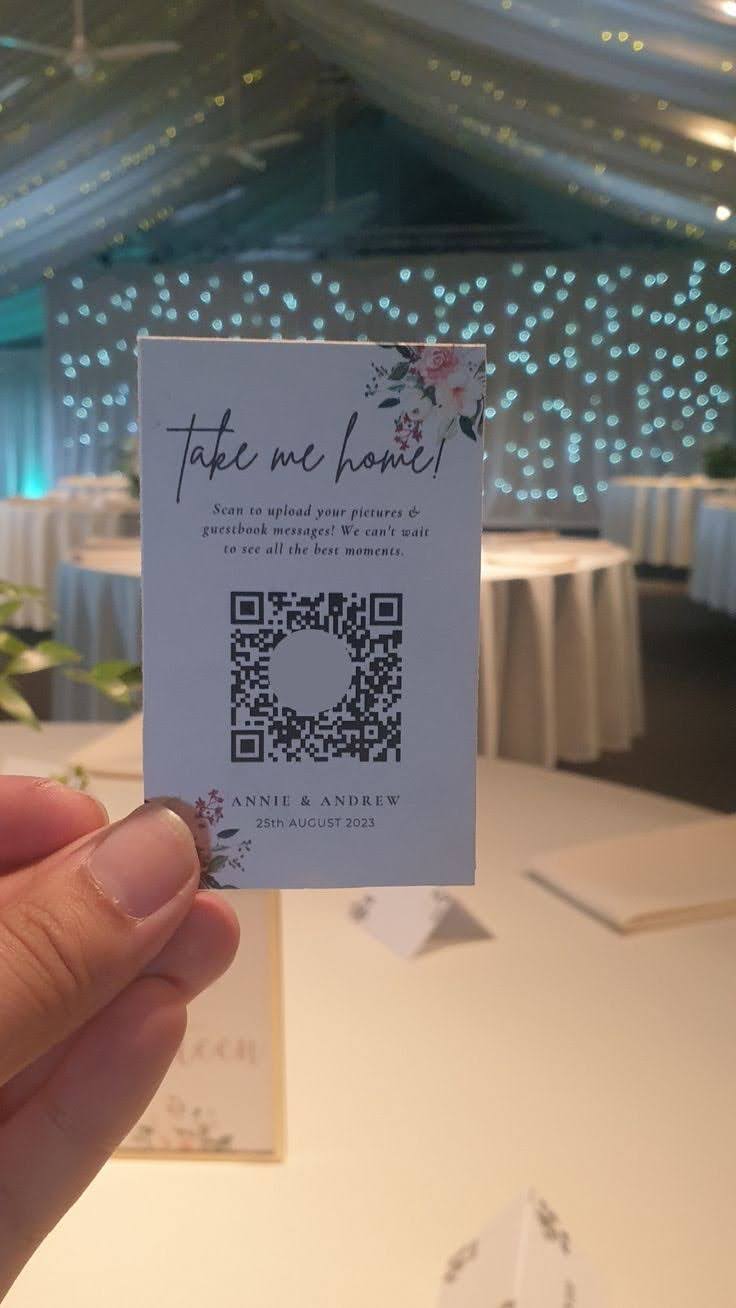 take me home!
Scan to upload your pictures &
guestbook messages! We can't wait
to see all the best moments.
ANNIE & ANDREW
25th AUGUST 2023